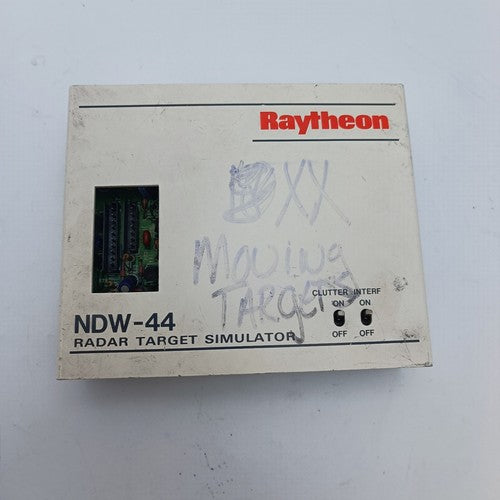 Raytheon
XX
MOVING
TARGETS
CLUTTER INTERF
ON ON
OFF OFF
NDW-44
RADAR TARGET SIMULATOR